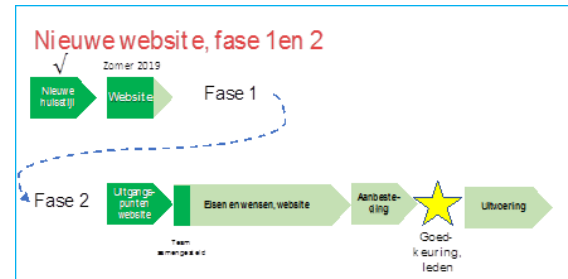 Nieuwe website, fase 1en 2
√
Zomer 2019
Nieuwe
huisstijl
Website
Fase 1
Fase 2
Uitgangs-
punten
website
Eisen en wensen, website
Aanbeste-
ding
Uitvoering
Team
samengesteld
Goed-
keuring,
leden